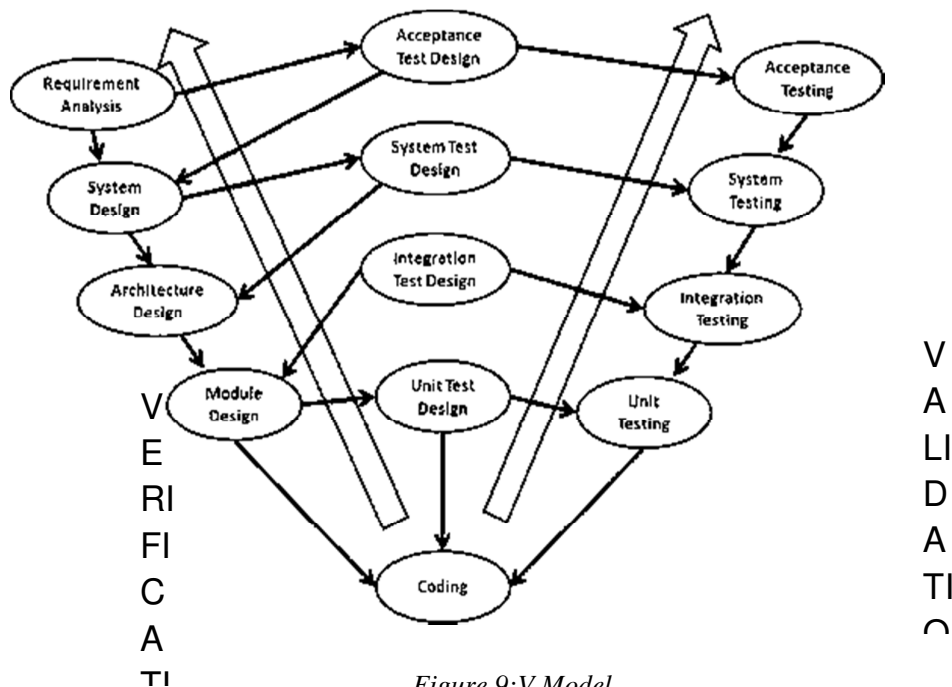 Acceptance
Test Design
Requirement
Analysis
Acceptance
Testing
System Test
Design
System
Design
System
Testing
Integration
Test Design
Architecture
Design
Integration
Testing
Module
Design
Unit Test
Design
Unit
Testing
Coding
V
E
RI
FI
C
A
TI
V
A
LI
D
A
TI
O
Figure 9:V Model